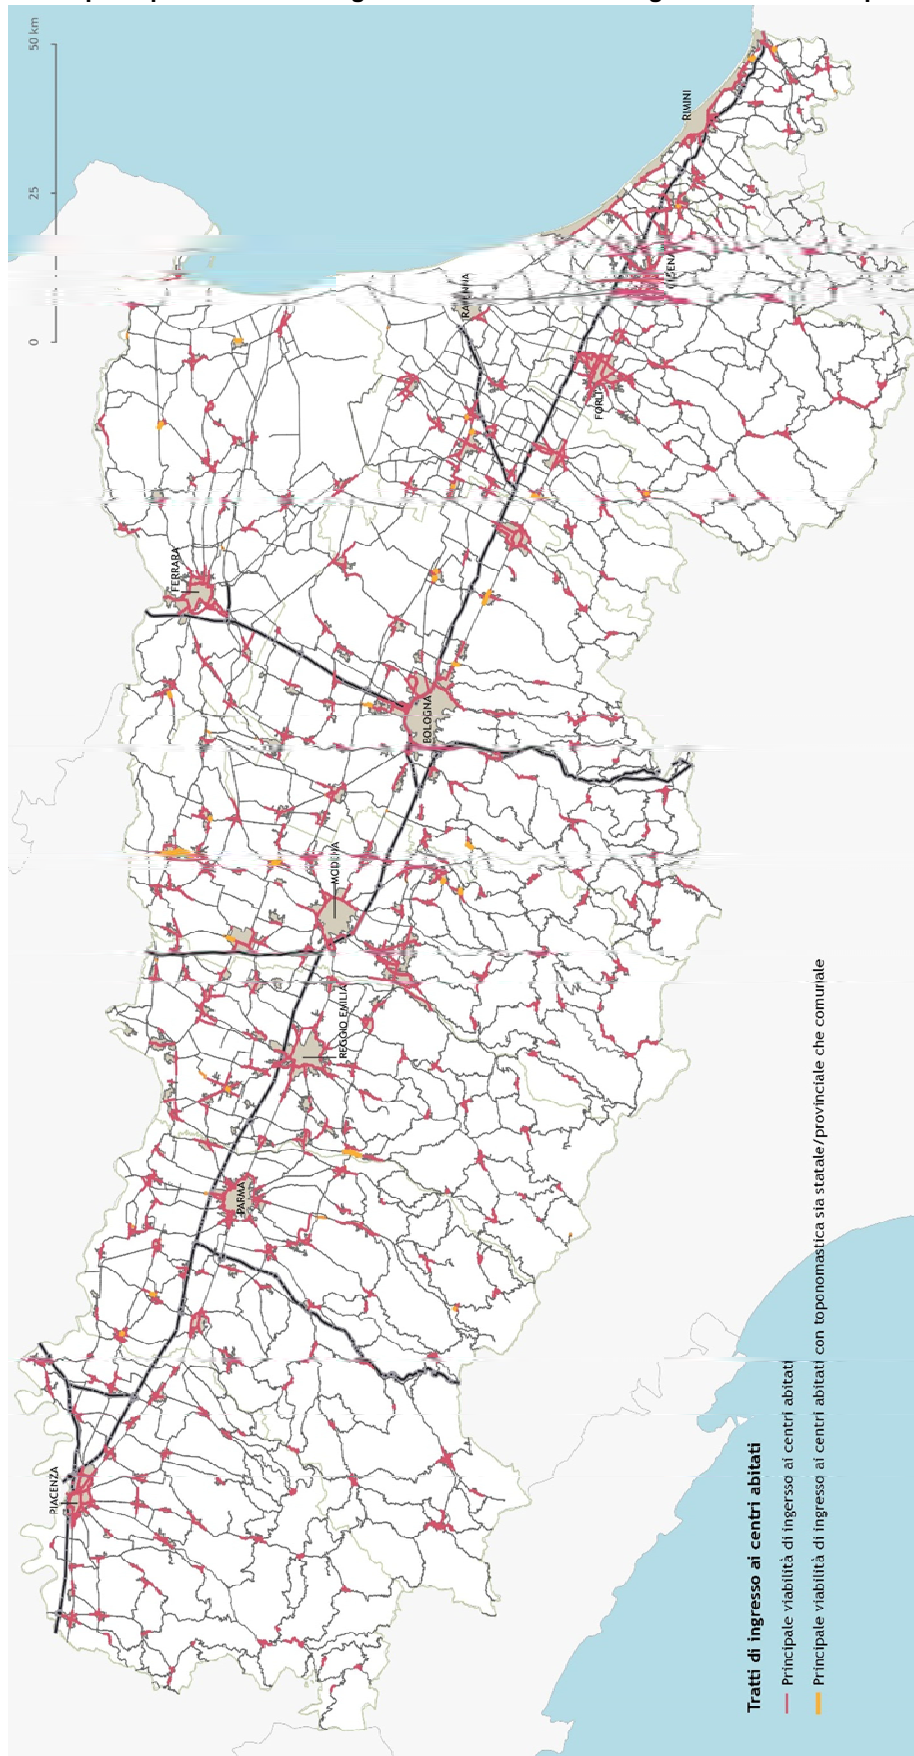 0 25 50 km
PIACENZA
PARMA
REGGIO EMILIA
MODENA
BOLOGNA
FERRARA
RAVENNA
FORLI'
RIMINI
Tratti di ingresso ai centri abitati
Principale viabilità di ingersso ai centri abitati
Principale viabilità di ingresso ai centri abitati con toponomastica sia statale/provinciale che comunale